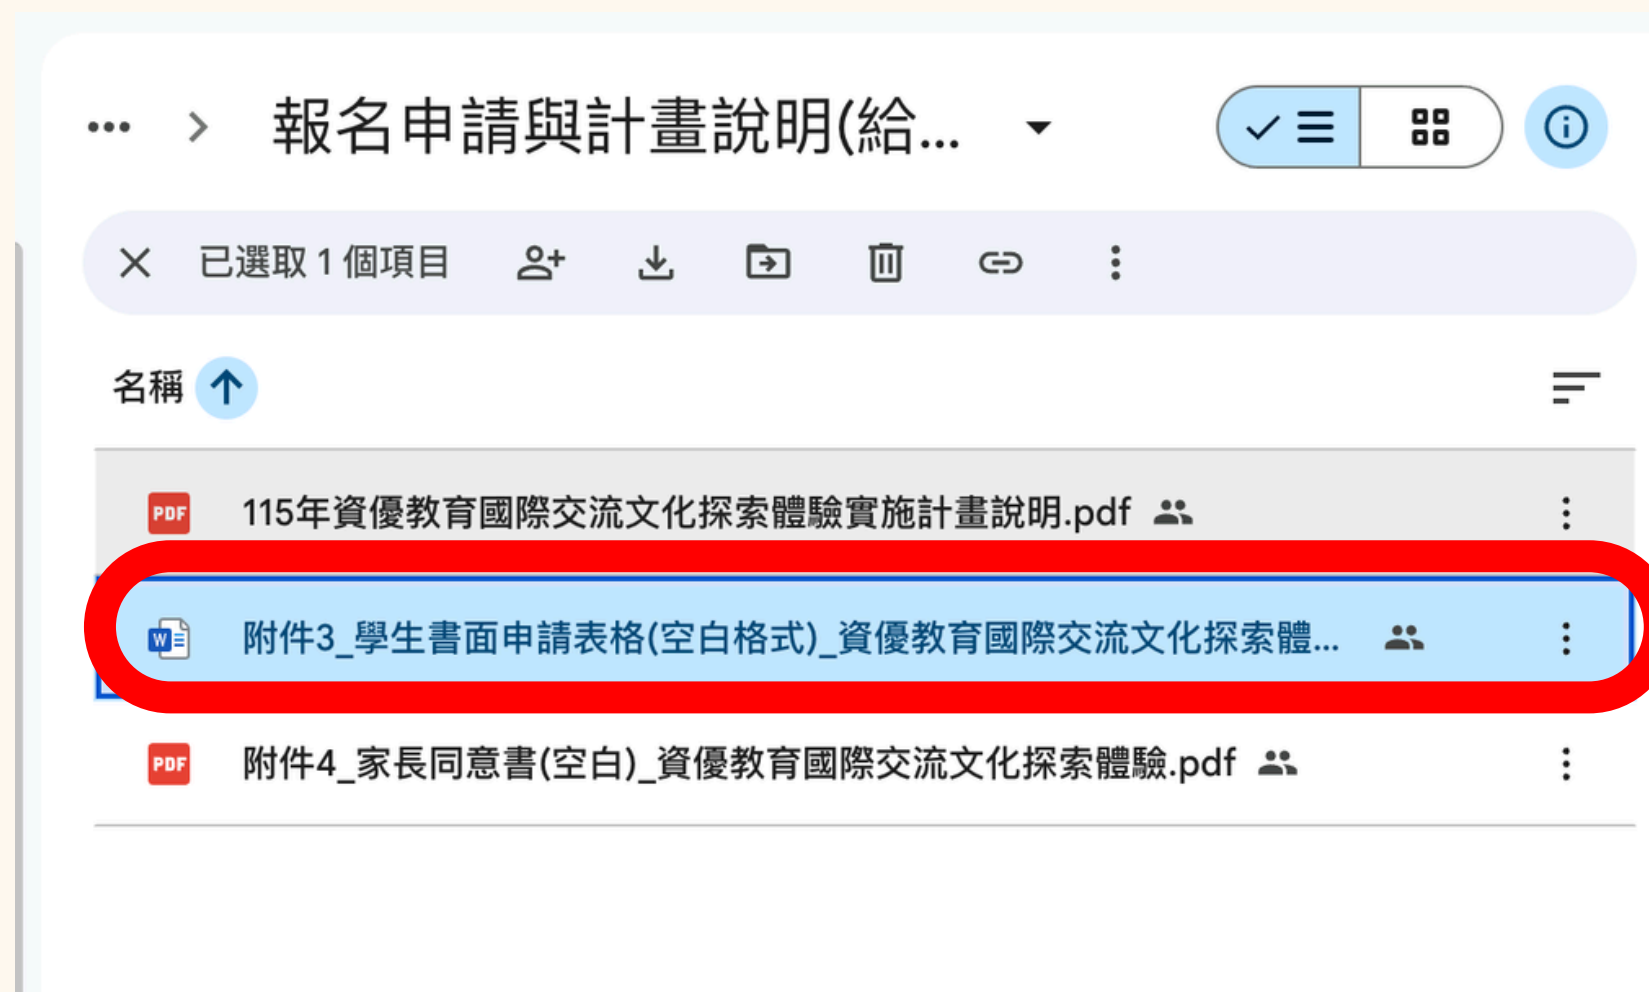 報名申請與計畫說明(給...
已選取 1 個項目
名稱
PDF 115年資優教育國際交流文化探索體驗實施計畫說明.pdf
W 附件3_學生書面申請表格(空白格式)_資優教育國際交流文化探索體...
PDF 附件4_家長同意書(空白)_資優教育國際交流文化探索體驗.pdf